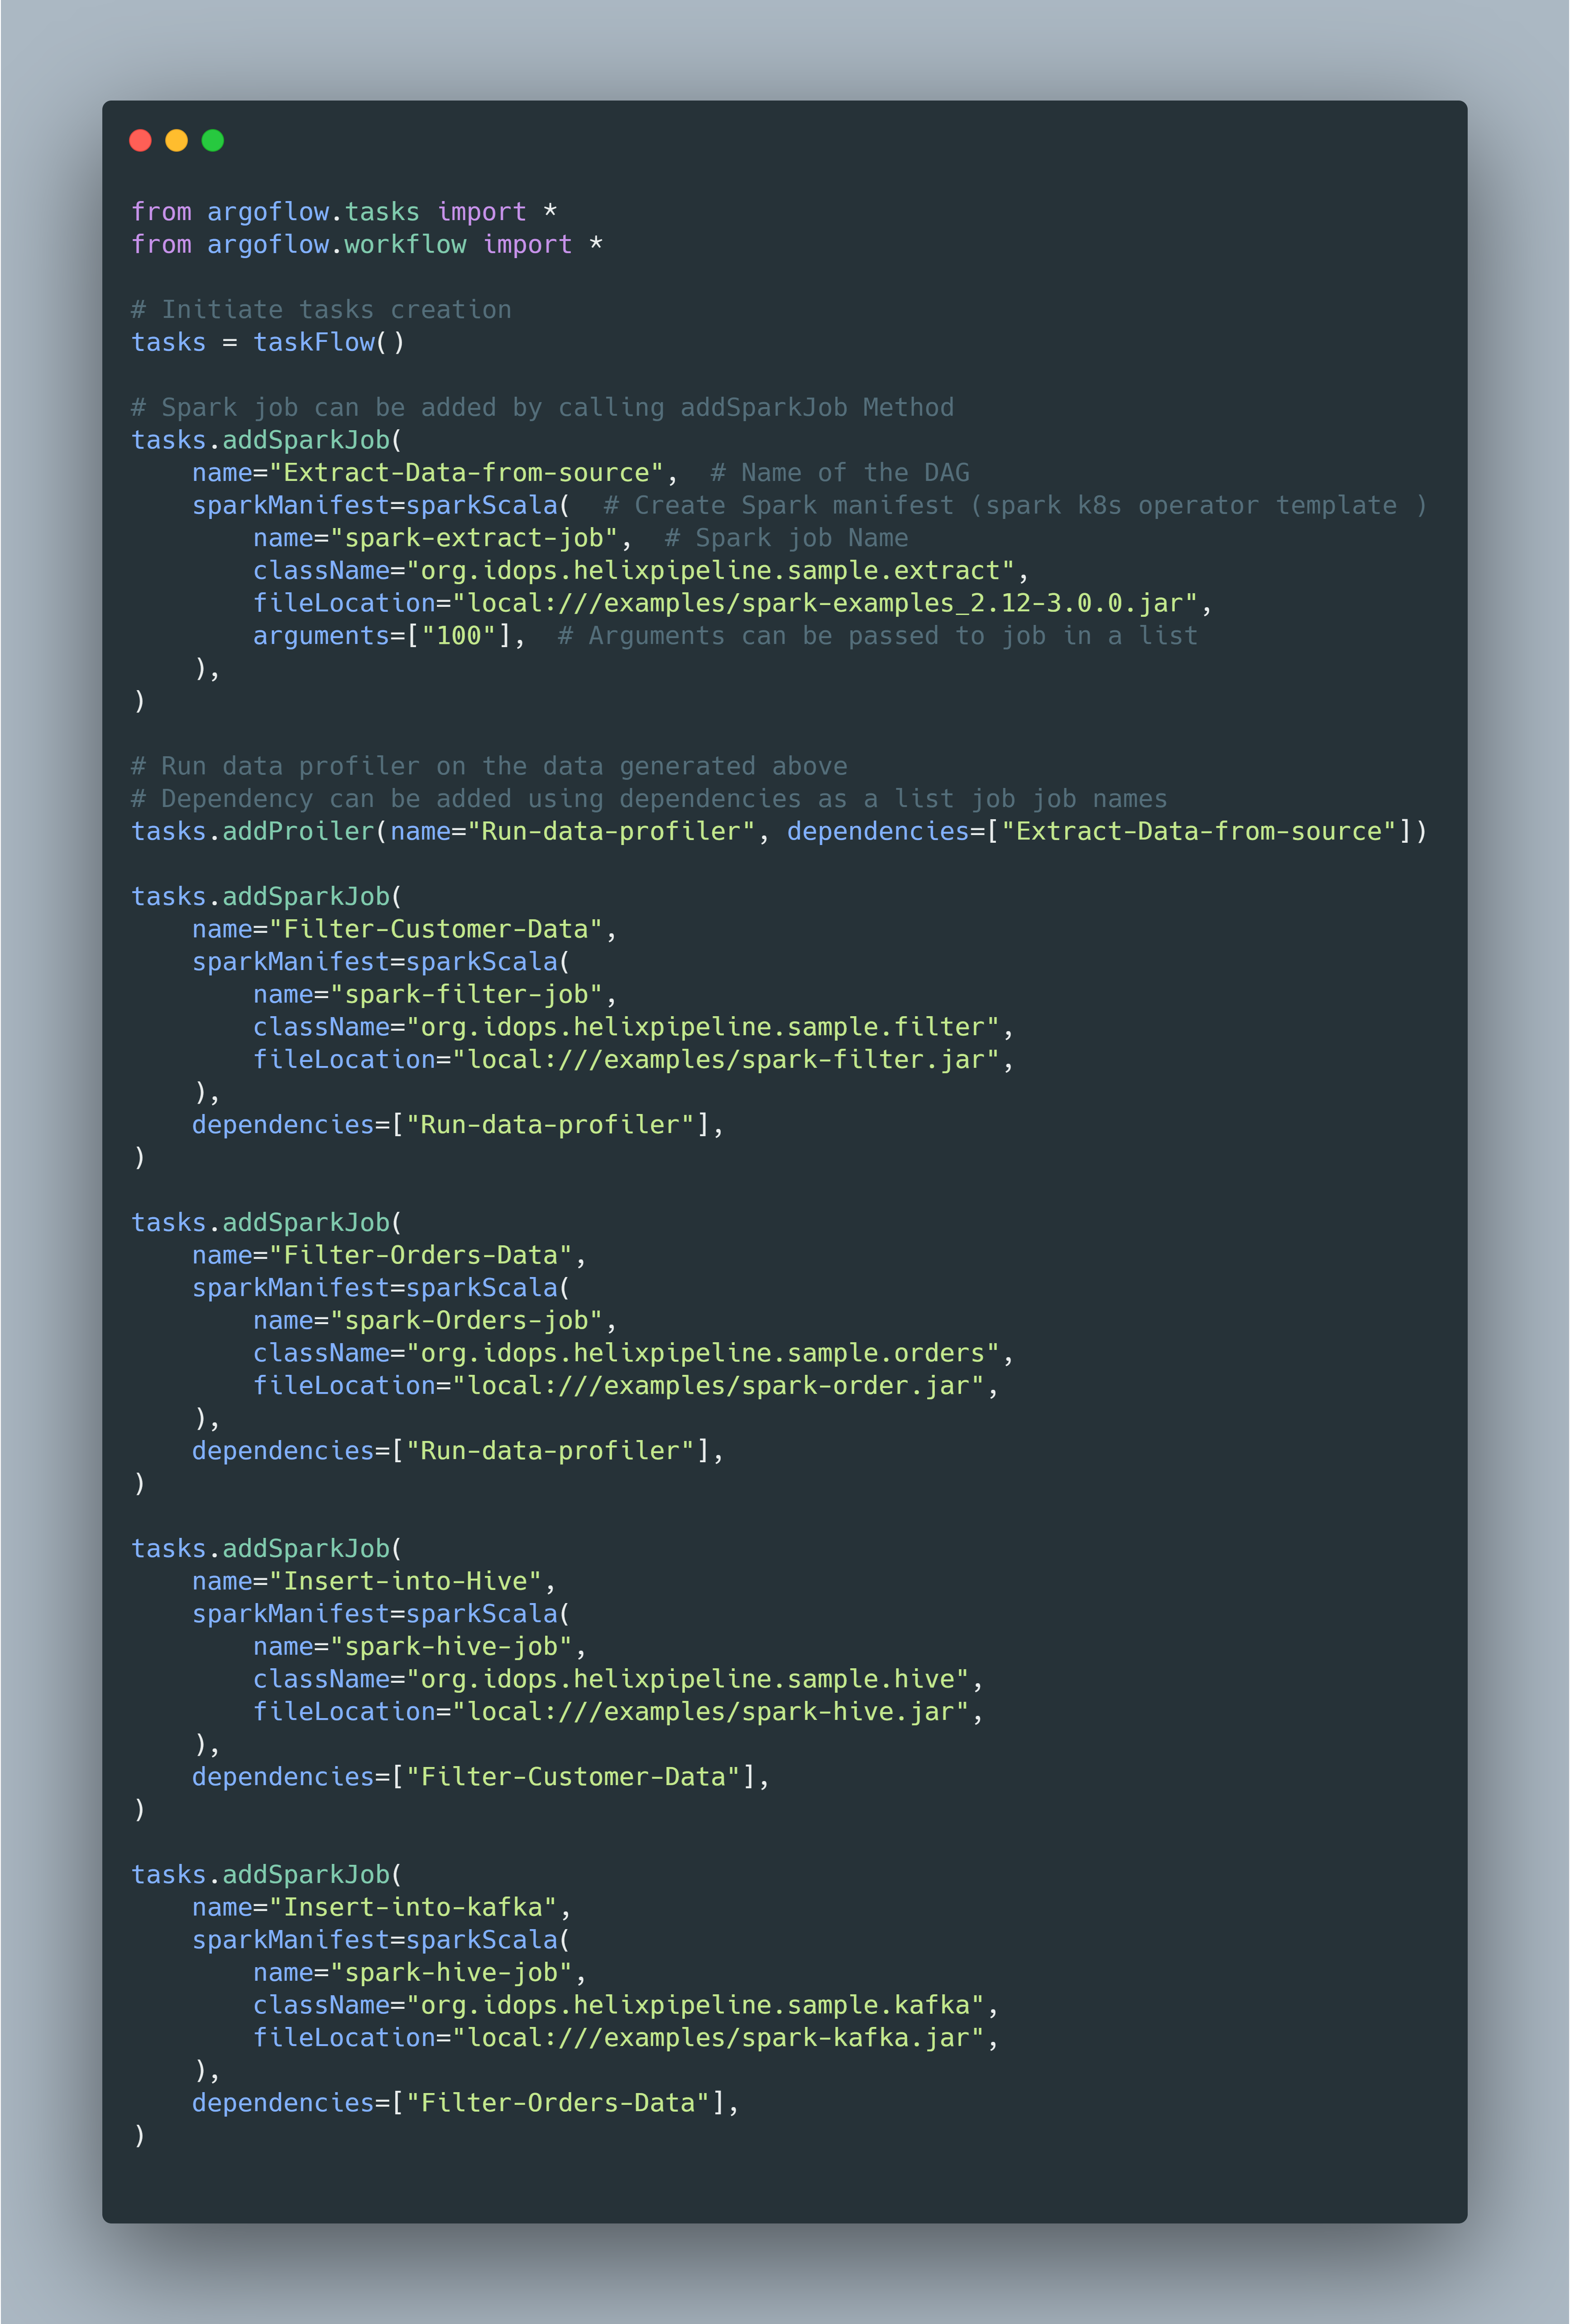 from argoflow.tasks import *
from argoflow.workflow import *

# Initiate tasks creation
tasks = taskFlow()

# Spark job can be added by calling addSparkJob Method
tasks.addSparkJob(
    name="Extract-Data-from-source",  # Name of the DAG
    sparkManifest=sparkScala(  # Create Spark manifest (spark k8s operator template )
        name="spark-extract-job",  # Spark job Name
        className="org.idops.helixpipeline.sample.extract",
        fileLocation="local:///examples/spark-examples_2.12-3.0.0.jar",
        arguments=["100"],  # Arguments can be passed to job in a list
    ),
)

# Run data profiler on the data generated above
# Dependency can be added using dependencies as a list job job names
tasks.addProiler(name="Run-data-profiler", dependencies=["Extract-Data-from-source"])

tasks.addSparkJob(
    name="Filter-Customer-Data",
    sparkManifest=sparkScala(
        name="spark-filter-job",
        className="org.idops.helixpipeline.sample.filter",
        fileLocation="local:///examples/spark-filter.jar",
    ),
    dependencies=["Run-data-profiler"],
)

tasks.addSparkJob(
    name="Filter-Orders-Data",
    sparkManifest=sparkScala(
        name="spark-Orders-job",
        className="org.idops.helixpipeline.sample.orders",
        fileLocation="local:///examples/spark-order.jar",
    ),
    dependencies=["Run-data-profiler"],
)

tasks.addSparkJob(
    name="Insert-into-Hive",
    sparkManifest=sparkScala(
        name="spark-hive-job",
        className="org.idops.helixpipeline.sample.hive",
        fileLocation="local:///examples/spark-hive.jar",
    ),
    dependencies=["Filter-Customer-Data"],
)

tasks.addSparkJob(
    name="Insert-into-kafka",
    sparkManifest=sparkScala(
        name="spark-hive-job",
        className="org.idops.helixpipeline.sample.kafka",
        fileLocation="local:///examples/spark-kafka.jar",
    ),
    dependencies=["Filter-Orders-Data"],
)